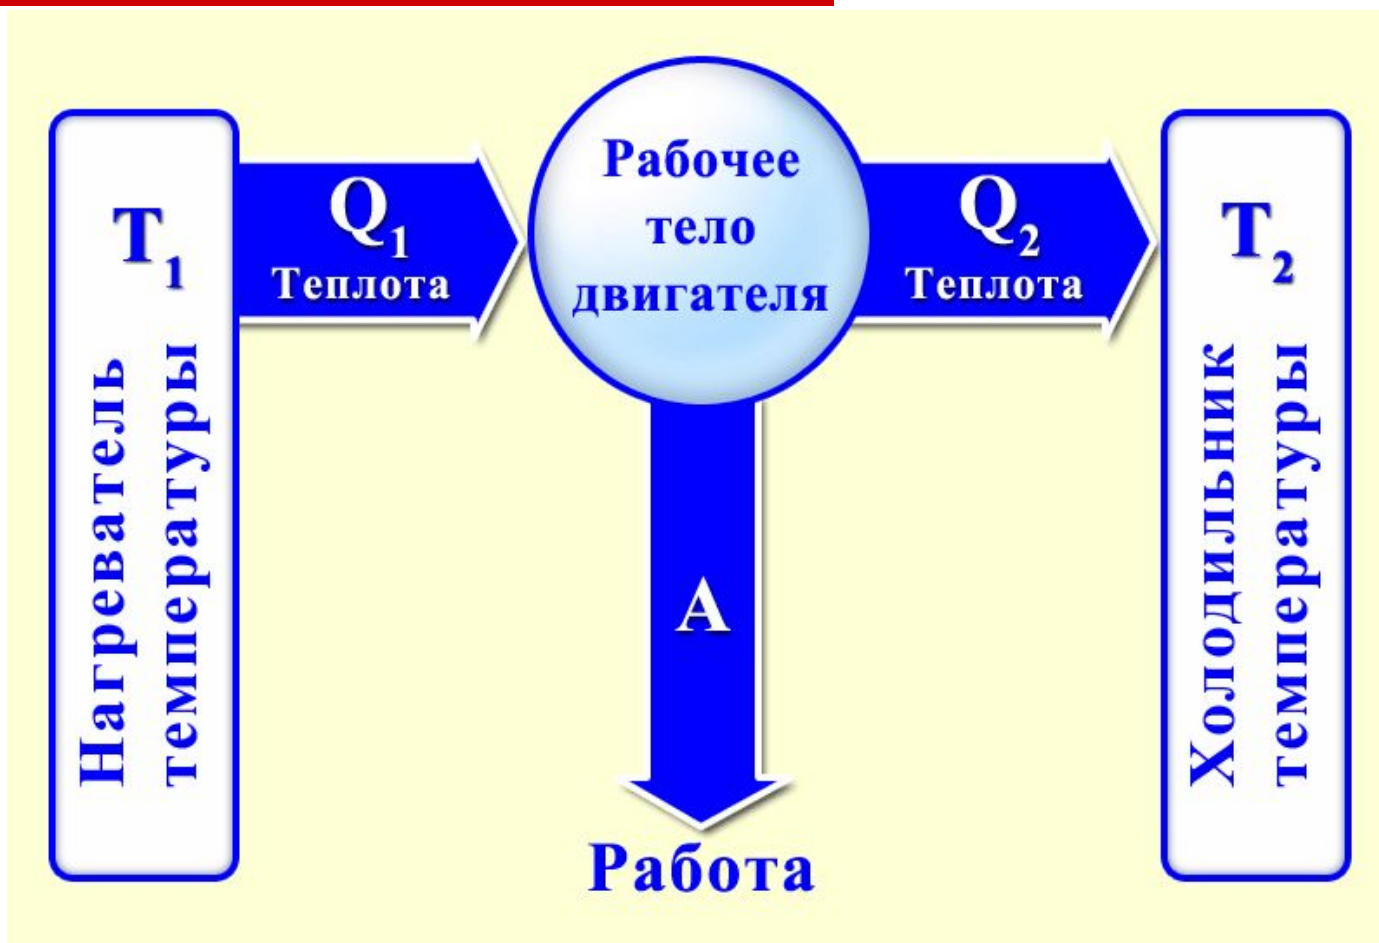 T₁
Нагреватель
температуры
Q₁
Теплота
Рабочее
тело
двигателя
Q₂
Теплота
T₂
Холодильник
температуры
А
Работа